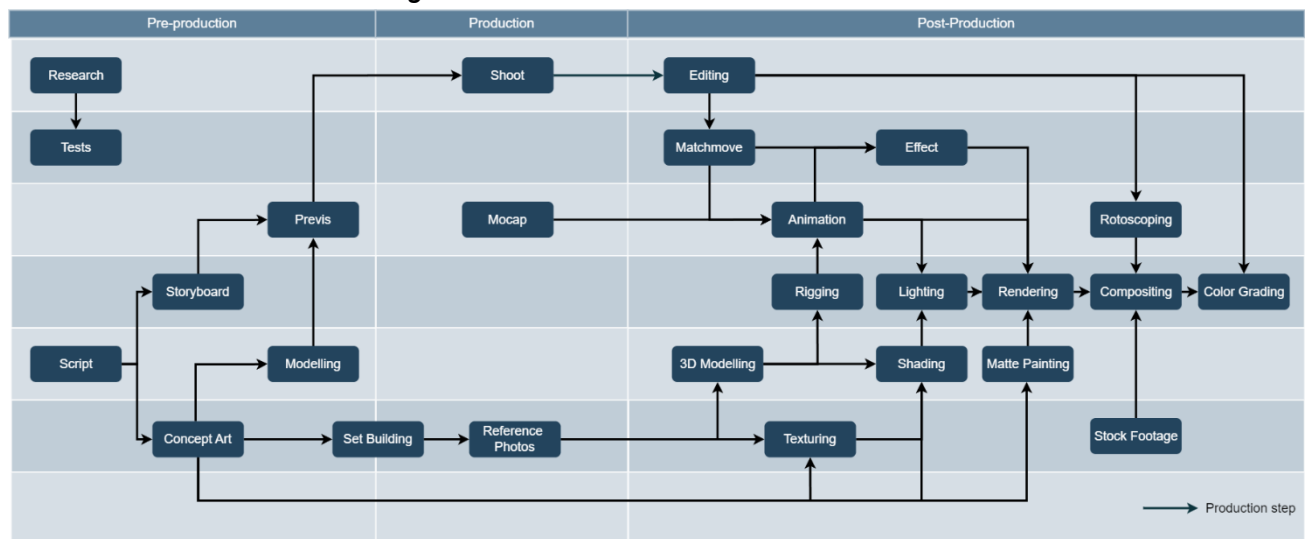 Pre-production
Production
Post-Production
Research
Shoot
Editing
Tests
Matchmove
Effect
Previs
Mocap
Animation
Rotoscoping
Storyboard
Rigging
Lighting
Rendering
Compositing
Color Grading
Script
Modelling
3D Modelling
Shading
Matte Painting
Concept Art
Set Building
Reference
Photos
Texturing
Stock Footage
Production step